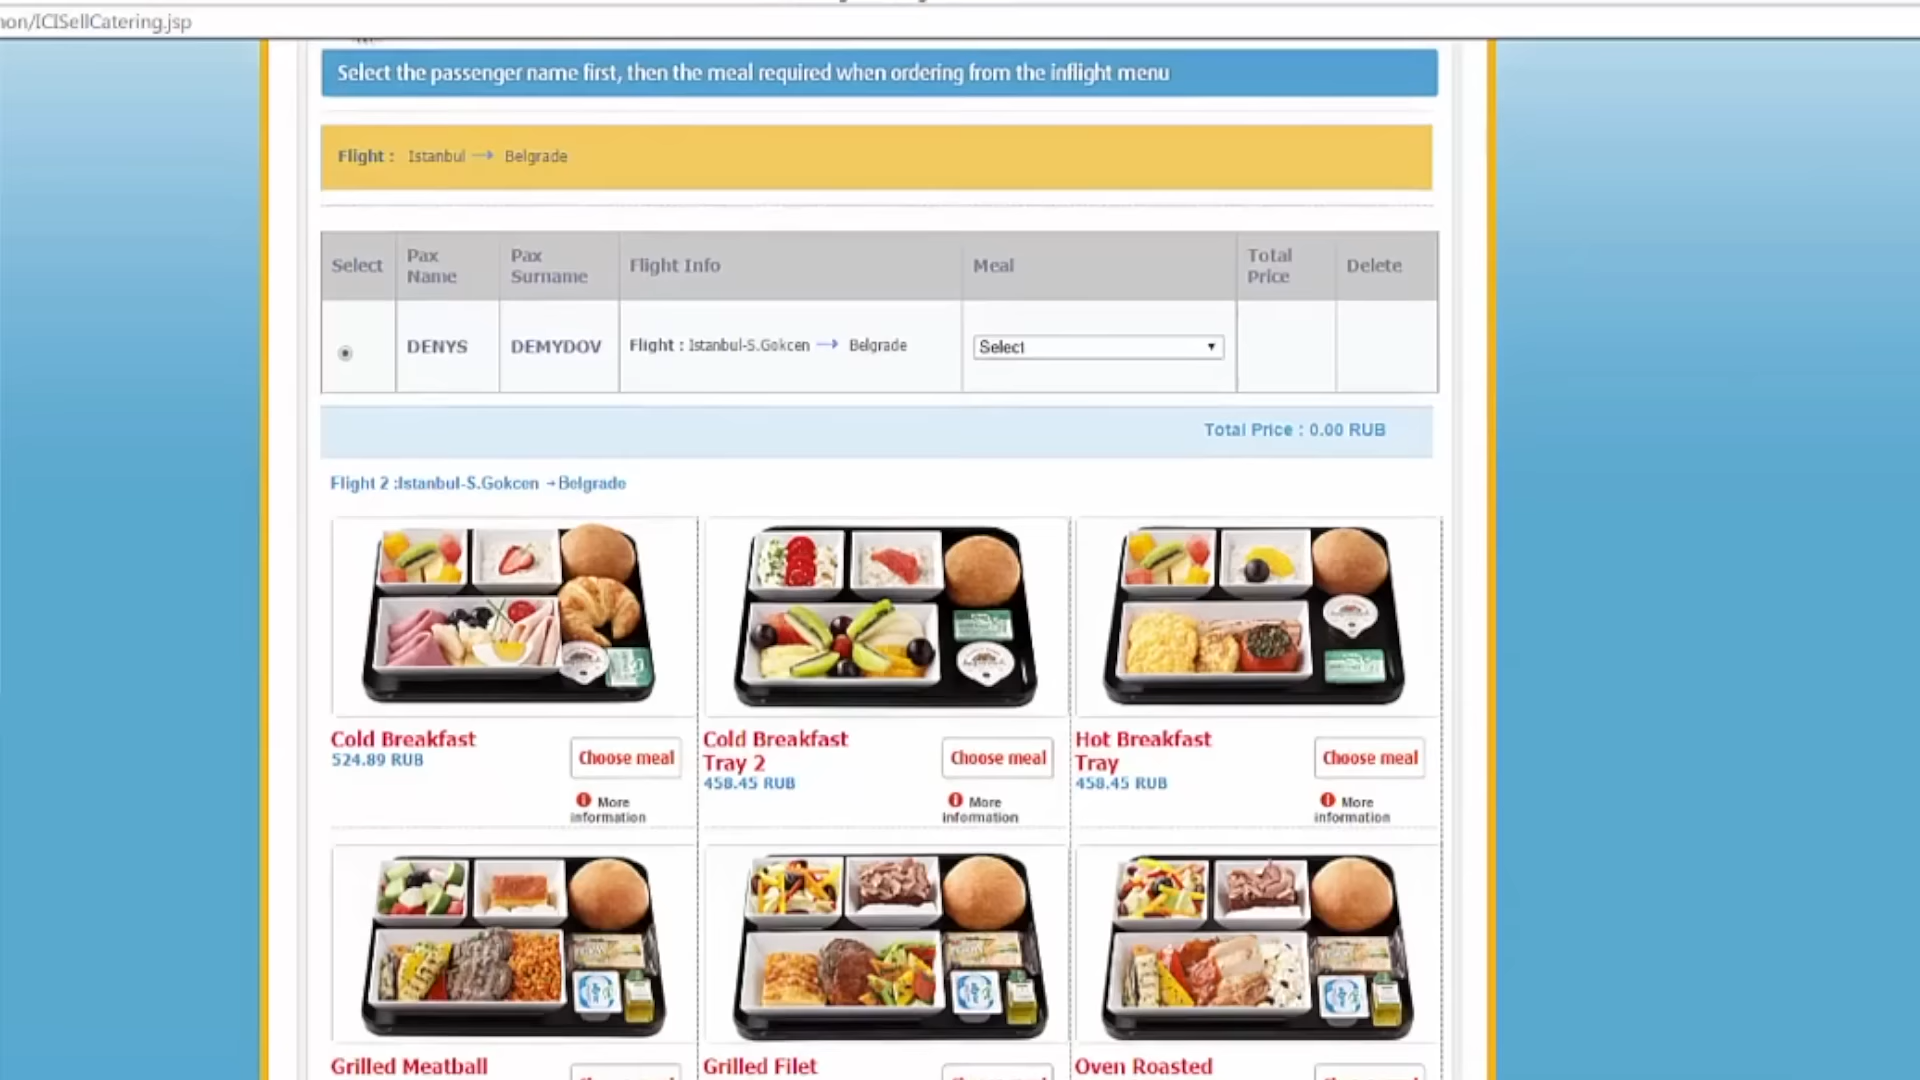 non/ICISellCatering.jsp
Select the passenger name first, then the meal required when ordering from the inflight menu
Flight : Istanbul → Belgrade
Select Pax Name Pax Surname Flight Info Meal Total Price Delete
DENYS DEMYDOV Flight : Istanbul-S.Gokcen → Belgrade Select
Total Price : 0.00 RUB
Flight 2 :Istanbul-S.Gokcen →Belgrade
Cold Breakfast
524.89 RUB
Choose meal
More
information
Cold Breakfast
Tray 2
458.45 RUB
Choose meal
More
information
Hot Breakfast
Tray
458.45 RUB
Choose meal
More
information
Grilled Meatball
Grilled Filet
Oven Roasted